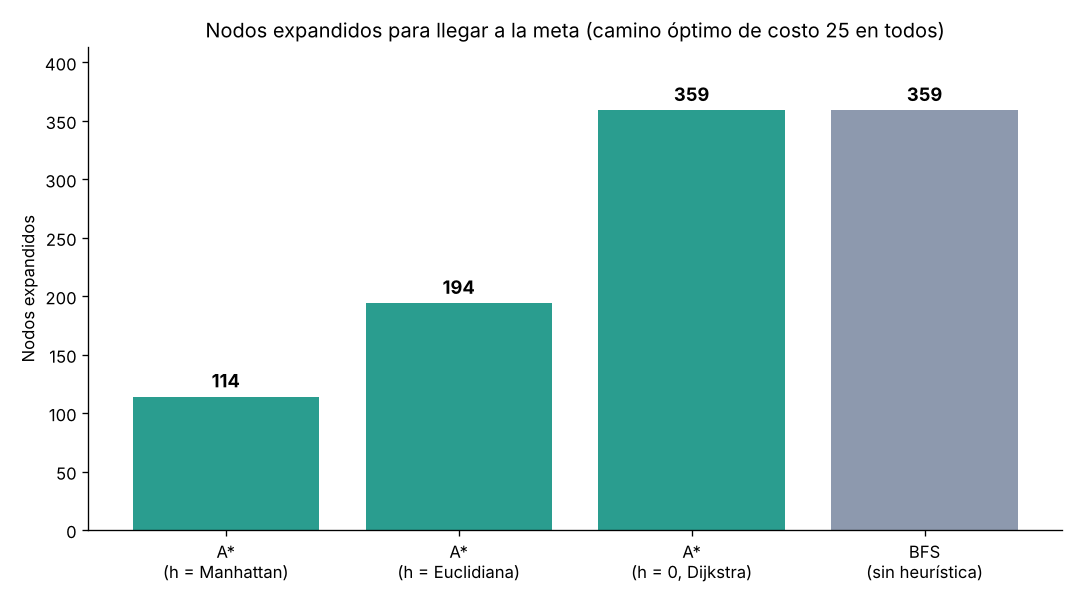 Nodos expandidos para llegar a la meta (camino óptimo de costo 25 en todos)
Nodos expandidos
400
350
300
250
200
150
100
50
0
114
194
359
359
A*
(h = Manhattan)
A*
(h = Euclidiana)
A*
(h = 0, Dijkstra)
BFS
(sin heurística)